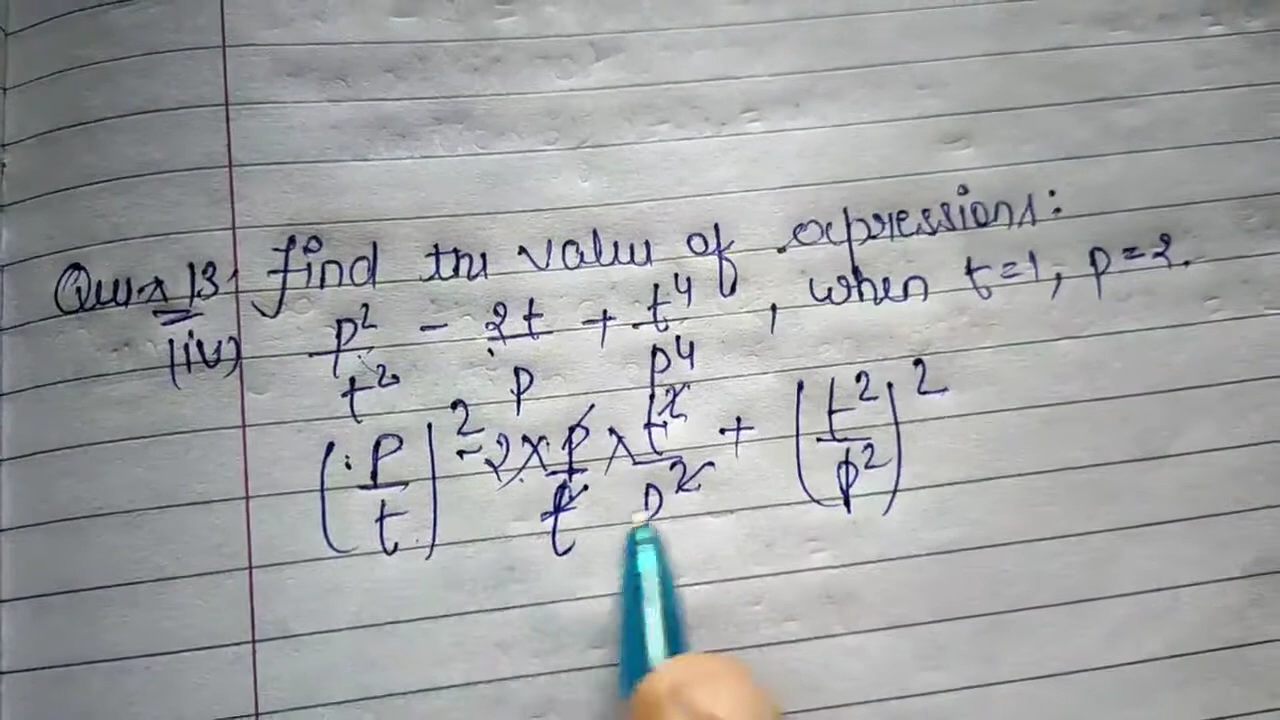 Ques 13. find the value of expressions:
(iv) p²/t² - 2t/p + t⁴/p⁴, when t=1, p=2.
(p/t)² - 2×p/t × t²/p² + (t²/p²)²